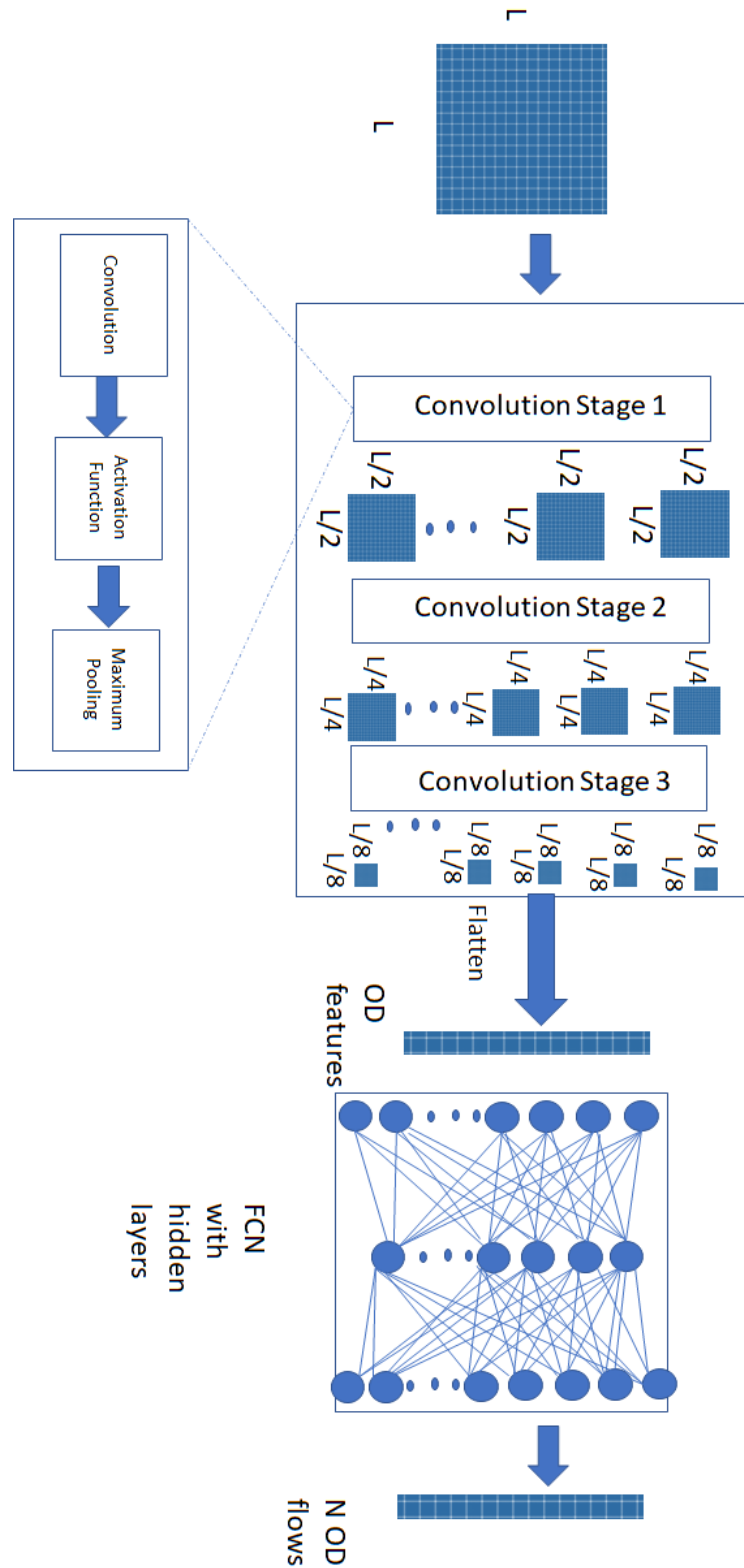 L
L
Convolution
Activation
Function
Maximum
Pooling
Convolution Stage 1
L/2
L/2
L/2
L/2
L/2
L/2
Convolution Stage 2
L/4
L/4
L/4
L/4
L/4
L/4
L/4
L/4
Convolution Stage 3
L/8
L/8
L/8
L/8
L/8
L/8
L/8
L/8
L/8
L/8
Flatten
OD
features
FCN
with
hidden
layers
N OD
flows